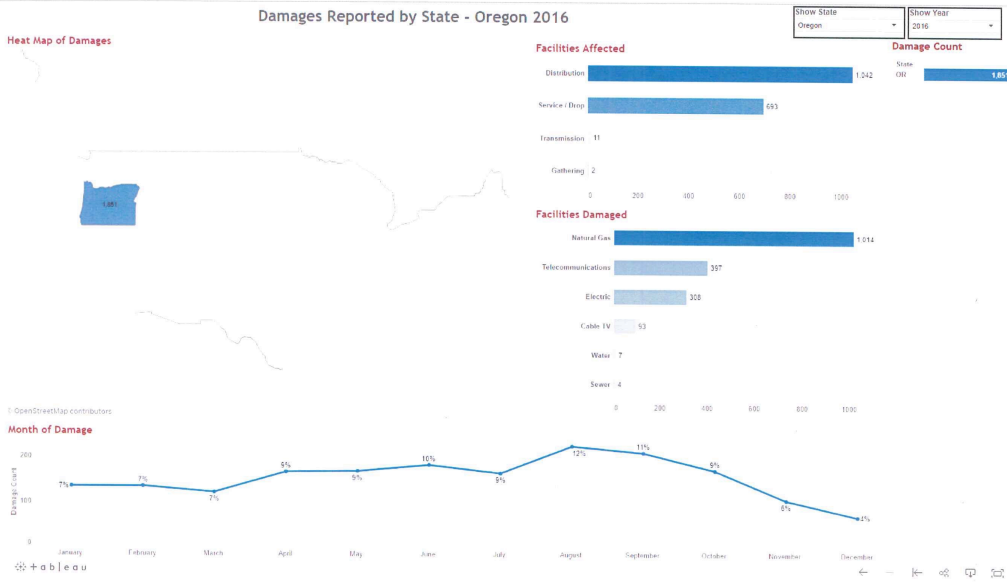 Damages Reported by State - Oregon 2016
Show State
Oregon
Show Year
2016
Heat Map of Damages
© OpenStreetMap contributors
Facilities Affected
Distribution 1,042
Service / Drop 693
Transmission 11
Gathering 2
0 200 400 600 800 1000
Damage Count
State
OR
Facilities Damaged
Natural Gas 1,014
Telecommunications 397
Electric 308
Cable TV 93
Water 7
Sewer 4
0 200 400 600 800 1000
Month of Damage
Damage Count
200
100
0
7% 7% 7% 9% 9% 10% 9% 12% 11% 9% 4%
January February March April May June July August September October November December
+ableau